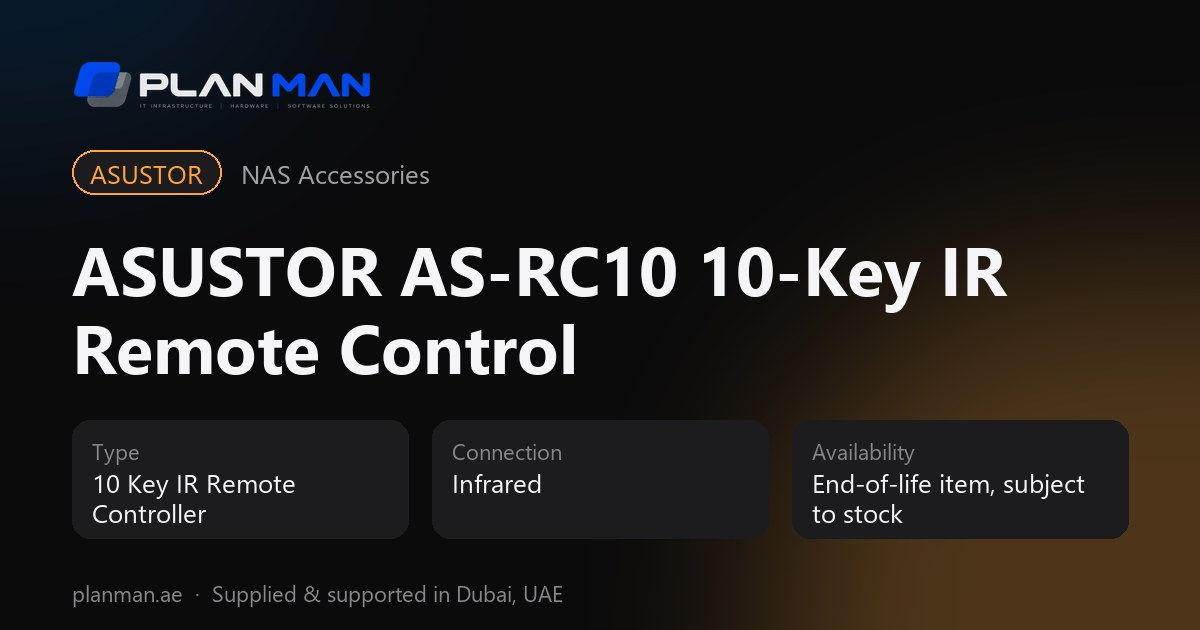 PLAN MAN
IT INFRASTRUCTURE | HARDWARE | SOFTWARE SOLUTIONS
ASUSTOR NAS Accessories
ASUSTOR AS-RC10 10-Key IR
Remote Control
Type
10 Key IR Remote
Controller
Connection
Infrared
Availability
End-of-life item, subject
to stock
planman.ae · Supplied & supported in Dubai, UAE